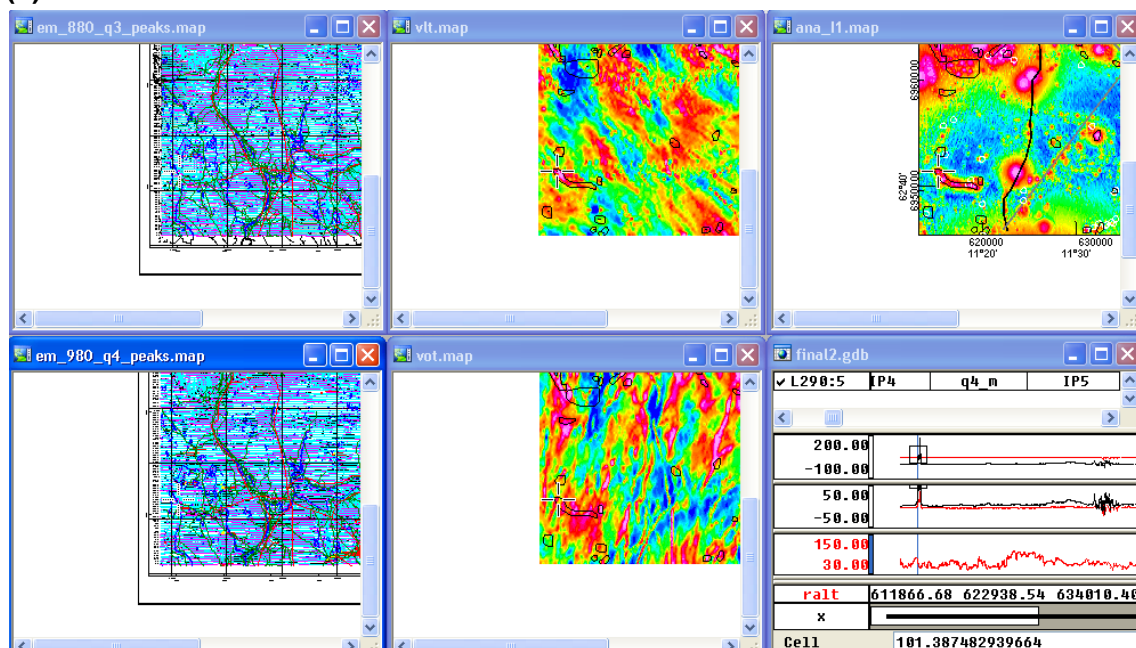 em_880_q3_peaks.map
vlt.map
ana_l1.map
6960000
62°40'
6950000
620000
630000
11°20'
11°30'
em_980_q4_peaks.map
vot.map
final2.gdb
L290:5 IP4 q4_m IP5
200.00
-100.00
50.00
-50.00
150.00
30.00
ralt 611866.68 622938.54 634010.40
x
Cell 101.387482939664